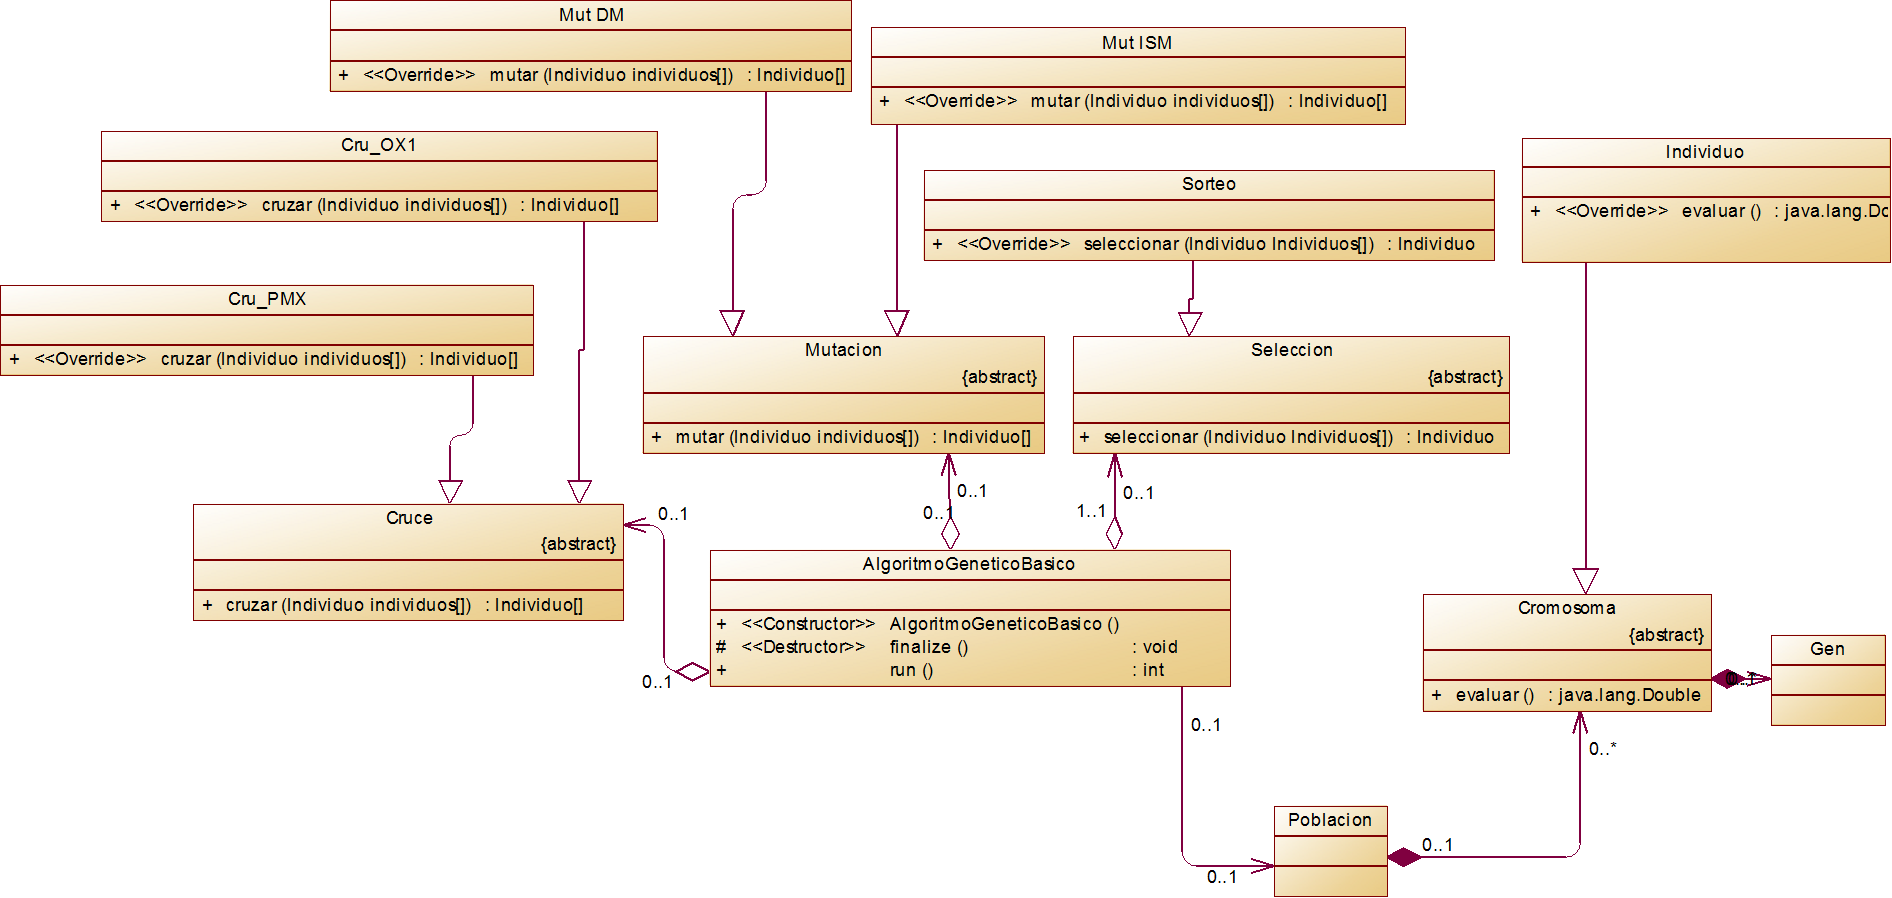 Mut DM
+ <<Override>> mutar (Individuo individuos[]) : Individuo[]
Mut ISM
+ <<Override>> mutar (Individuo individuos[]) : Individuo[]
Cru_OX1
+ <<Override>> cruzar (Individuo individuos[]) : Individuo[]
Individuo
+ <<Override>> evaluar () : java.lang.Do
Sorteo
+ <<Override>> seleccionar (Individuo Individuos[]) : Individuo
Cru_PMX
+ <<Override>> cruzar (Individuo individuos[]) : Individuo[]
Mutacion
{abstract}
+ mutar (Individuo individuos[]) : Individuo[]
Seleccion
{abstract}
+ seleccionar (Individuo Individuos[]) : Individuo
0..1
0..1
0..1
1..1
Cruce
{abstract}
+ cruzar (Individuo individuos[]) : Individuo[]
0..1
0..1
AlgoritmoGeneticoBasico
+ <<Constructor>> AlgoritmoGeneticoBasico ()
# <<Destructor>> finalize () : void
+ run () : int
Cromosoma
{abstract}
+ evaluar () : java.lang.Double
Gen
0..1
0..*
Poblacion
0..1
0..1